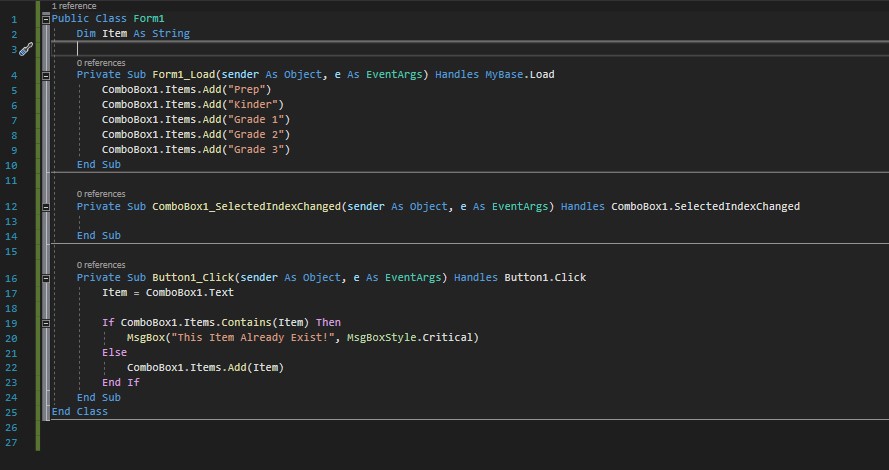 1 reference
1 Public Class Form1
2 Dim Item As String
3
0 references
4 Private Sub Form1_Load(sender As Object, e As EventArgs) Handles MyBase.Load
5 ComboBox1.Items.Add("Prep")
6 ComboBox1.Items.Add("Kinder")
7 ComboBox1.Items.Add("Grade 1")
8 ComboBox1.Items.Add("Grade 2")
9 ComboBox1.Items.Add("Grade 3")
10 End Sub
11
0 references
12 Private Sub ComboBox1_SelectedIndexChanged(sender As Object, e As EventArgs) Handles ComboBox1.SelectedIndexChanged
13
14 End Sub
15
0 references
16 Private Sub Button1_Click(sender As Object, e As EventArgs) Handles Button1.Click
17 Item = ComboBox1.Text
18
19 If ComboBox1.Items.Contains(Item) Then
20 MsgBox("This Item Already Exist!", MsgBoxStyle.Critical)
21 Else
22 ComboBox1.Items.Add(Item)
23 End If
24 End Sub
25 End Class
26
27